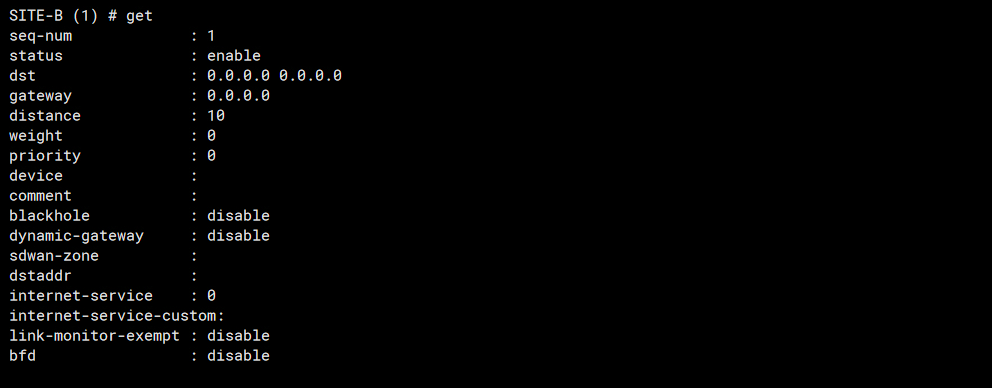 SITE-B (1) # get
seq-num             : 1
status              : enable
dst                 : 0.0.0.0 0.0.0.0
gateway             : 0.0.0.0
distance            : 10
weight              : 0
priority            : 0
device              :
comment             :
blackhole           : disable
dynamic-gateway     : disable
sdwan-zone          :
dstaddr             :
internet-service    : 0
internet-service-custom:
link-monitor-exempt : disable
bfd                 : disable